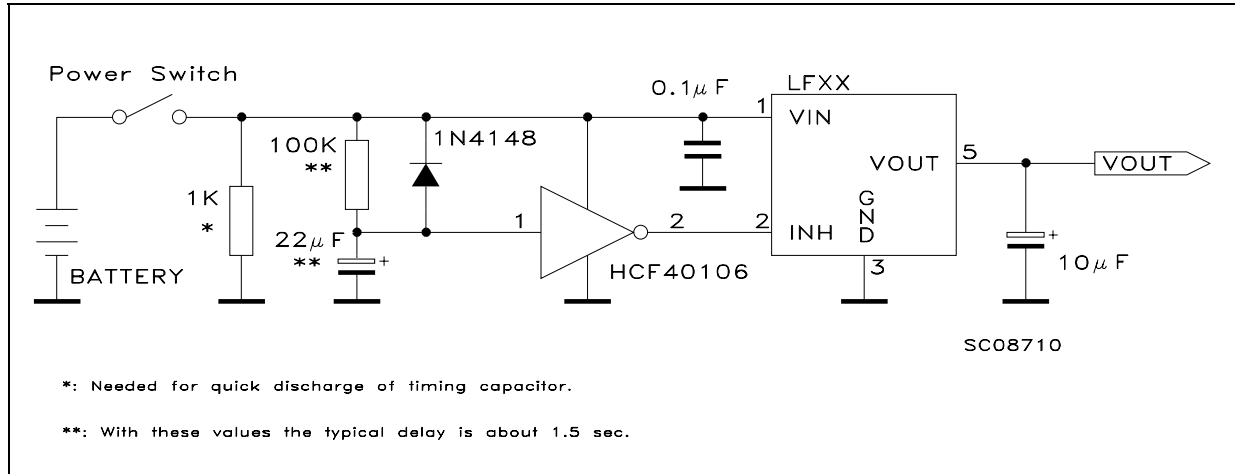 Power Switch
BATTERY
1K
*
100K
**
22μF
**
+
1N4148
1
2
HCF40106
0.1μF
LFXX
1
VIN
2
INH
GND
3
VOUT
5
VOUT
+
10μF
SC08710
*: Needed for quick discharge of timing capacitor.
**: With these values the typical delay is about 1.5 sec.